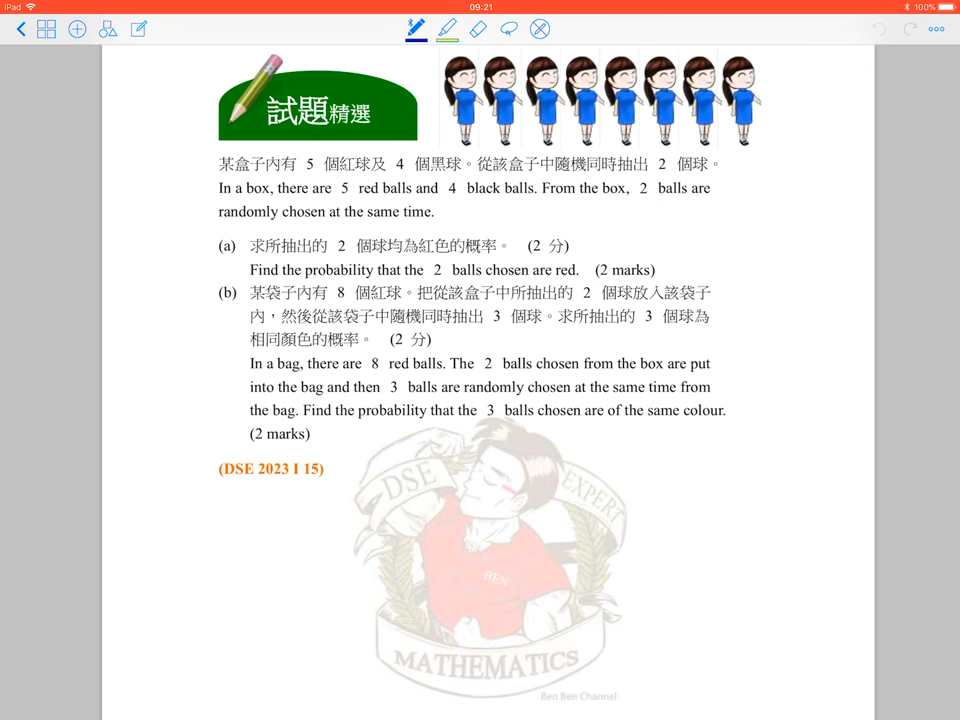 iPad
09:21
100%
試題精選
某盒子內有 5 個紅球及 4 個黑球。從該盒子中隨機同時抽出 2 個球。
In a box, there are 5 red balls and 4 black balls. From the box, 2 balls are
randomly chosen at the same time.
(a) 求所抽出的 2 個球均為紅色的概率。 (2 分)
Find the probability that the 2 balls chosen are red. (2 marks)
(b) 某袋子內有 8 個紅球。把從該盒子中所抽出的 2 個球放入該袋子
內，然後從該袋子中隨機同時抽出 3 個球。求所抽出的 3 個球為
相同顏色的概率。 (2 分)
In a bag, there are 8 red balls. The 2 balls chosen from the box are put
into the bag and then 3 balls are randomly chosen at the same time from
the bag. Find the probability that the 3 balls chosen are of the same colour.
(2 marks)
(DSE 2023 I 15)
DSE
EXPERT
BEN
MATHEMATICS
Ben Ben Channel